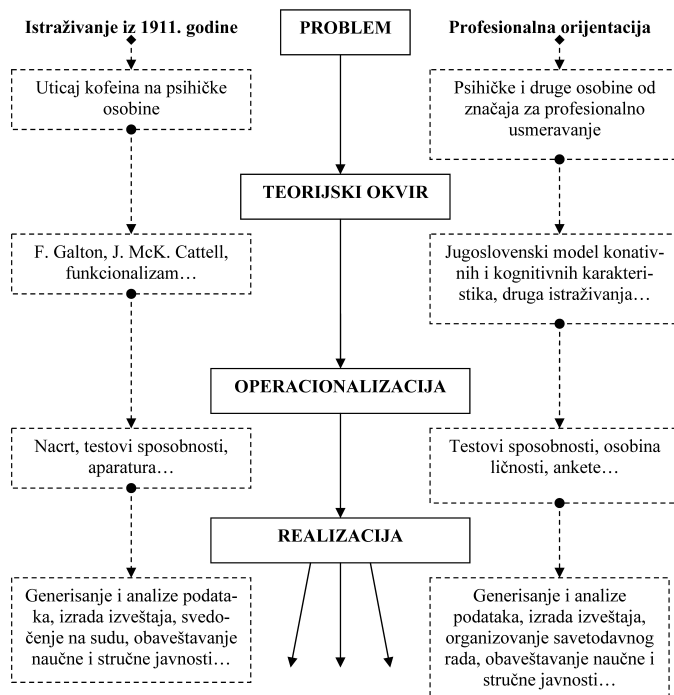 Istraživanje iz 1911. godine
PROBLEM
Profesionalna orijentacija
Uticaj kofeina na psihičke
osobine
Psihičke i druge osobine od
značaja za profesionalno
usmeravanje
TEORIJSKI OKVIR
F. Galton, J. McK. Cattell,
funkcionalizam…
Jugoslovenski model konativ-
nih i kognitivnih karakteri-
stika, druga istraživanja…
OPERACIONALIZACIJA
Nacrt, testovi sposobnosti,
aparatura…
Testovi sposobnosti, osobina
ličnosti, ankete…
REALIZACIJA
Generisanje i analize podata-
ka, izrada izveštaja, svedo-
čenje na sudu, obaveštavanje
naučne i stručne javnosti…
Generisanje i analize
podataka, izrada izveštaja,
organizovanje savetodavnog
rada, obaveštavanje naučne i
stručne javnosti…